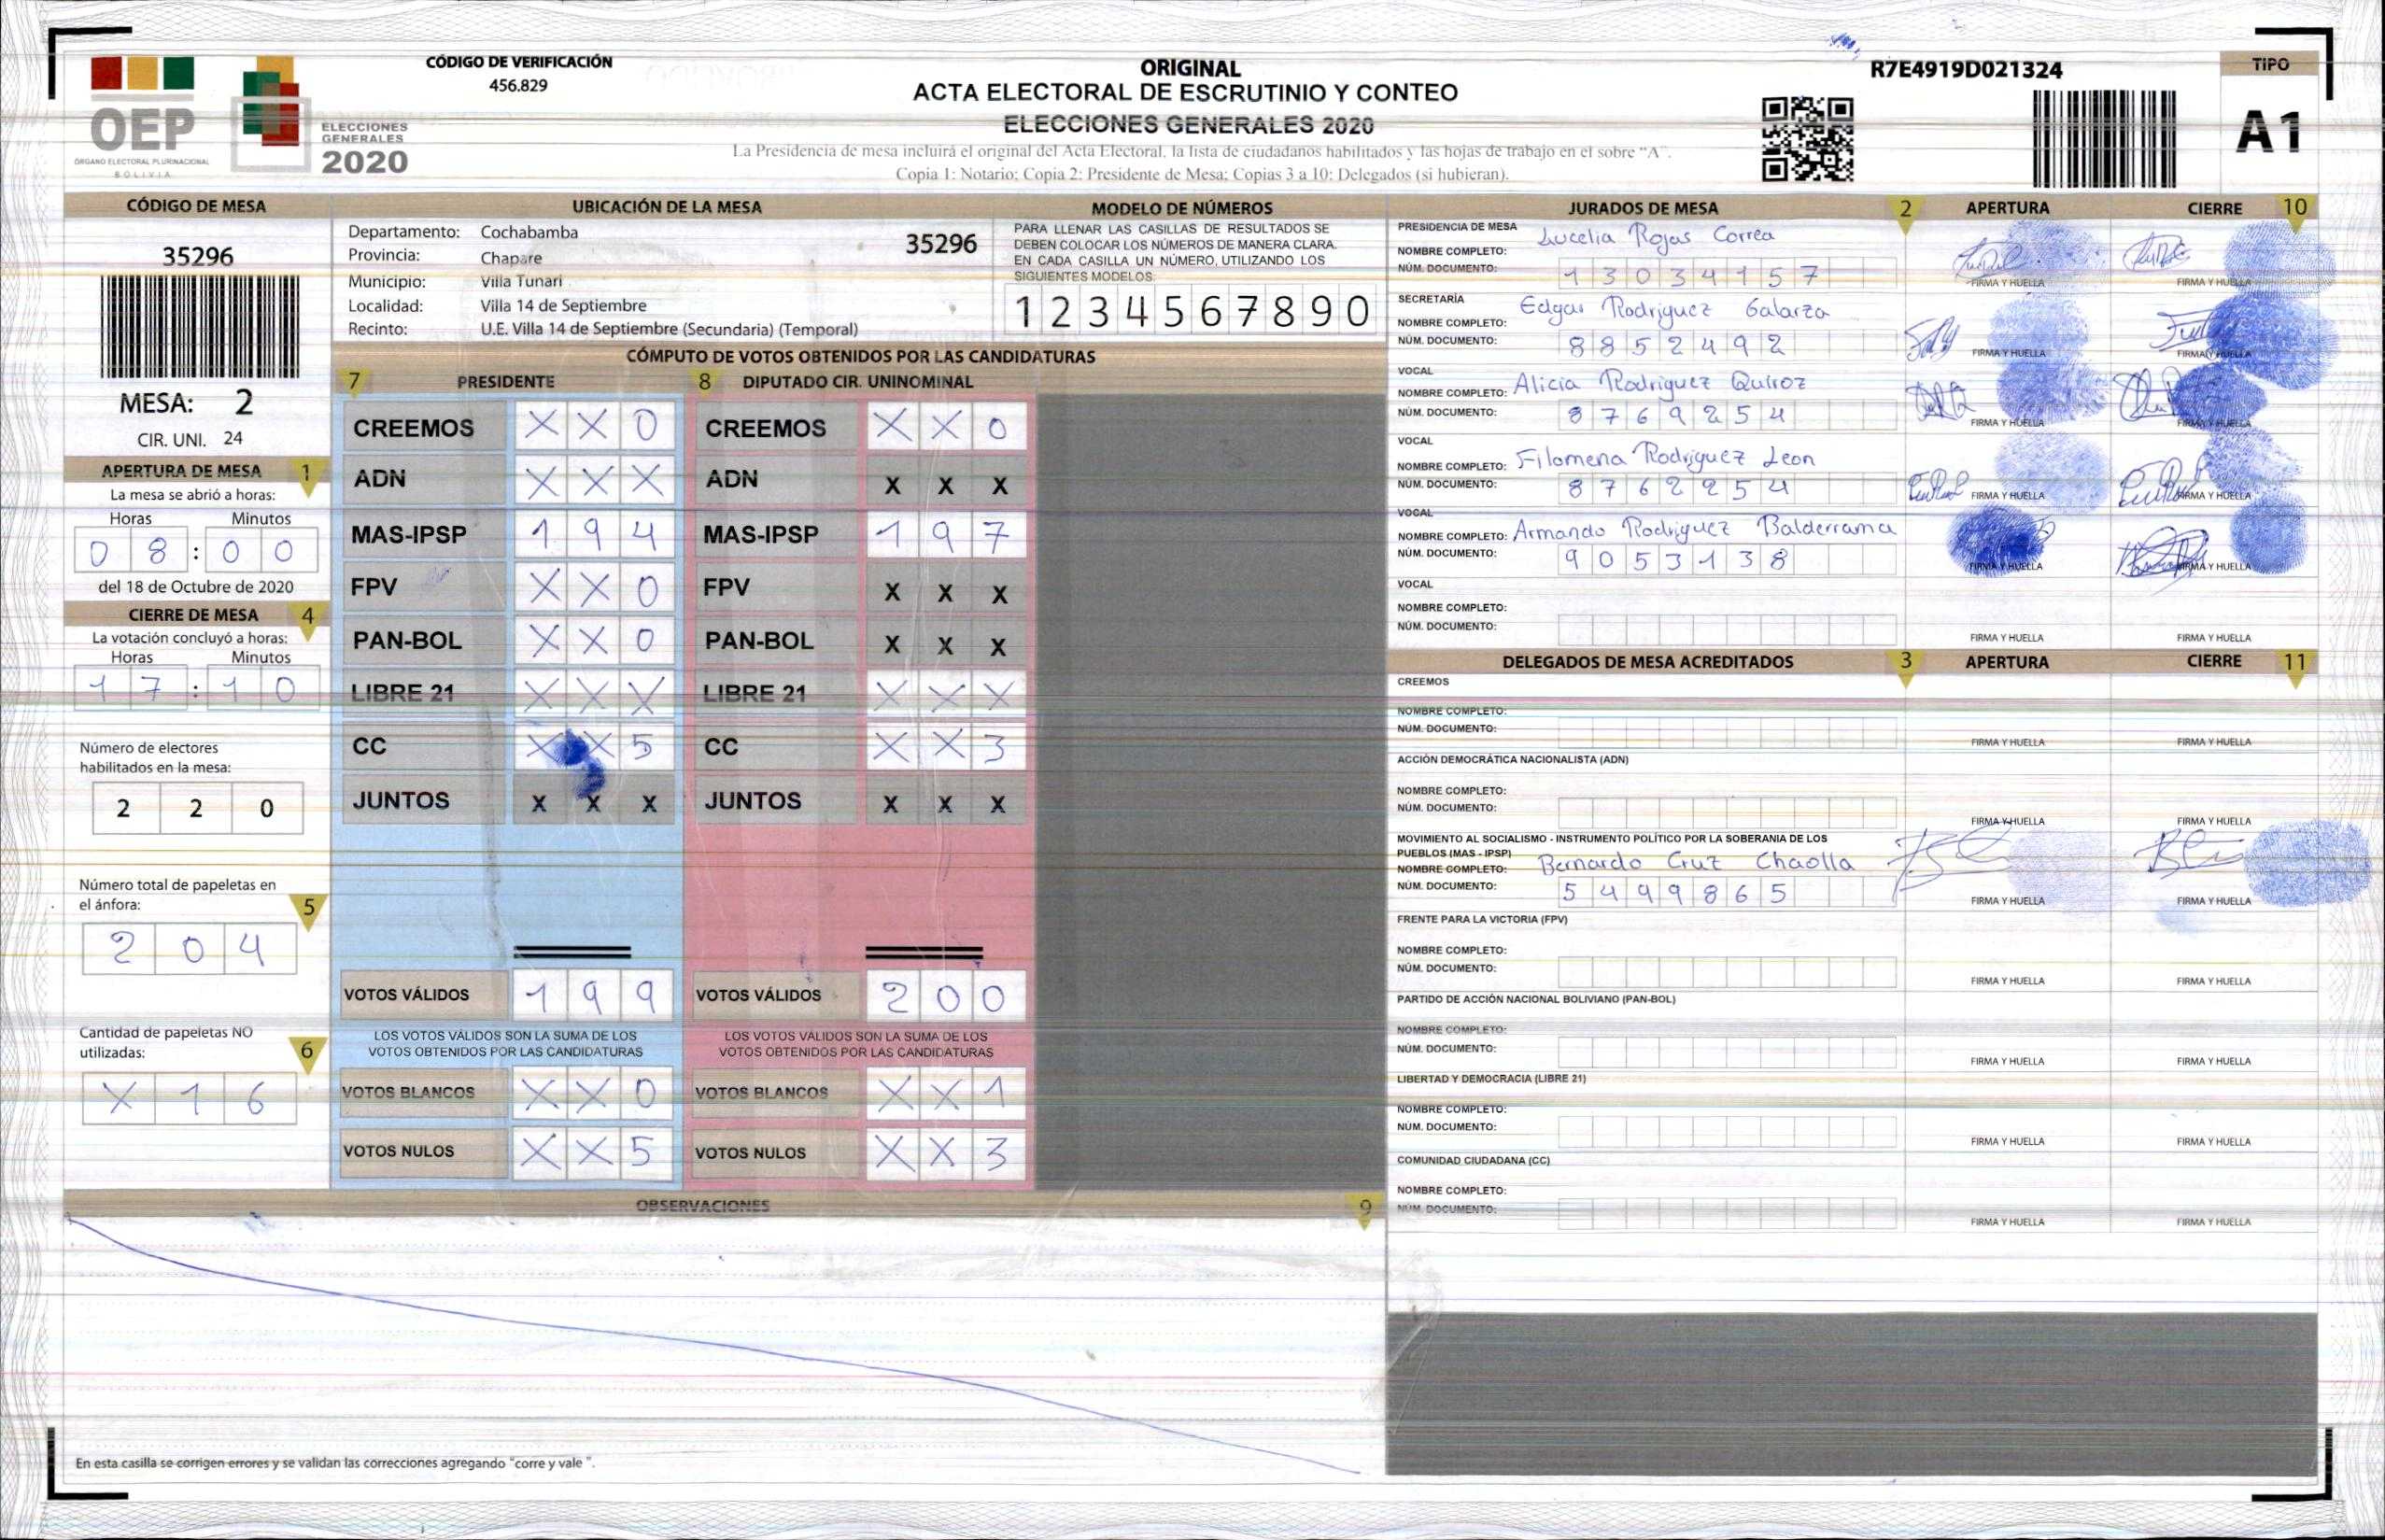 CÓDIGO DE VERIFICACIÓN
456.829
ORIGINAL
ACTA ELECTORAL DE ESCRUTINIO Y CONTEO
ELECCIONES GENERALES 2020
La Presidencia de mesa incluirá el original del Acta Electoral, la lista de ciudadanos habilitados y las hojas de trabajo en el sobre "A".
Copia 1: Notario; Copia 2: Presidente de Mesa; Copias 3 a 10: Delegados (si hubieran).
R7E4919D021324
TIPO
A1
OEP
ÓRGANO ELECTORAL PLURINACIONAL
BOLIVIA
ELECCIONES
GENERALES
2020
CÓDIGO DE MESA
35296
MESA: 2
CIR. UNI. 24
APERTURA DE MESA 1
La mesa se abrió a horas:
Horas Minutos
0 8 : 0 0
del 18 de Octubre de 2020
CIERRE DE MESA 4
La votación concluyó a horas:
Horas Minutos
1 7 : 1 0
Número de electores
habilitados en la mesa:
2 2 0
Número total de papeletas en
el ánfora: 5
2 0 4
Cantidad de papeletas NO
utilizadas: 6
X 1 6
UBICACIÓN DE LA MESA
Departamento: Cochabamba 35296
Provincia: Chapare
Municipio: Villa Tunari
Localidad: Villa 14 de Septiembre
Recinto: U.E. Villa 14 de Septiembre (Secundaria) (Temporal)
MODELO DE NÚMEROS
PARA LLENAR LAS CASILLAS DE RESULTADOS SE
DEBEN COLOCAR LOS NÚMEROS DE MANERA CLARA.
EN CADA CASILLA UN NÚMERO, UTILIZANDO LOS
SIGUIENTES MODELOS:
1 2 3 4 5 6 7 8 9 0
CÓMPUTO DE VOTOS OBTENIDOS POR LAS CANDIDATURAS
7 PRESIDENTE 8 DIPUTADO CIR. UNINOMINAL
CREEMOS X X 0 CREEMOS X X 0
ADN X X X ADN X X X
MAS-IPSP 1 9 4 MAS-IPSP 1 9 7
FPV X X 0 FPV X X X
PAN-BOL X X 0 PAN-BOL X X X
LIBRE 21 X X X LIBRE 21 X X X
CC X X 5 CC X X 3
JUNTOS X X X JUNTOS X X X
VOTOS VÁLIDOS 1 9 9 VOTOS VÁLIDOS 2 0 0
LOS VOTOS VÁLIDOS SON LA SUMA DE LOS LOS VOTOS VÁLIDOS SON LA SUMA DE LOS
VOTOS OBTENIDOS POR LAS CANDIDATURAS VOTOS OBTENIDOS POR LAS CANDIDATURAS
VOTOS BLANCOS X X 0 VOTOS BLANCOS X X 1
VOTOS NULOS X X 5 VOTOS NULOS X X 3
OBSERVACIONES 9
En esta casilla se corrigen errores y se validan las correcciones agregando "corre y vale ".
JURADOS DE MESA 2 APERTURA CIERRE 10
PRESIDENCIA DE MESA
NOMBRE COMPLETO: Lucelia Rojas Correa
NÚM. DOCUMENTO: 1 3 0 3 4 1 5 7 FIRMA Y HUELLA FIRMA Y HUELLA
SECRETARÍA
NOMBRE COMPLETO: Edgar Rodriguez Galarza
NÚM. DOCUMENTO: 8 8 5 2 4 9 2 FIRMA Y HUELLA FIRMA Y HUELLA
VOCAL
NOMBRE COMPLETO: Alicia Rodriguez Quiroz
NÚM. DOCUMENTO: 8 7 6 9 2 5 4 FIRMA Y HUELLA FIRMA Y HUELLA
VOCAL
NOMBRE COMPLETO: Filomena Rodriguez Leon
NÚM. DOCUMENTO: 8 7 6 2 2 5 4 FIRMA Y HUELLA FIRMA Y HUELLA
VOCAL
NOMBRE COMPLETO: Armando Rodriguez Balderrama
NÚM. DOCUMENTO: 9 0 5 3 1 3 8 FIRMA Y HUELLA FIRMA Y HUELLA
VOCAL
NOMBRE COMPLETO:
NÚM. DOCUMENTO: FIRMA Y HUELLA FIRMA Y HUELLA
DELEGADOS DE MESA ACREDITADOS 3 APERTURA CIERRE 11
CREEMOS
NOMBRE COMPLETO:
NÚM. DOCUMENTO: FIRMA Y HUELLA FIRMA Y HUELLA
ACCIÓN DEMOCRÁTICA NACIONALISTA (ADN)
NOMBRE COMPLETO:
NÚM. DOCUMENTO: FIRMA Y HUELLA FIRMA Y HUELLA
MOVIMIENTO AL SOCIALISMO - INSTRUMENTO POLÍTICO POR LA SOBERANIA DE LOS
PUEBLOS (MAS - IPSP)
NOMBRE COMPLETO: Bernardo Cruz Chaolla
NÚM. DOCUMENTO: 5 4 9 9 8 6 5 FIRMA Y HUELLA FIRMA Y HUELLA
FRENTE PARA LA VICTORIA (FPV)
NOMBRE COMPLETO:
NÚM. DOCUMENTO: FIRMA Y HUELLA FIRMA Y HUELLA
PARTIDO DE ACCIÓN NACIONAL BOLIVIANO (PAN-BOL)
NOMBRE COMPLETO:
NÚM. DOCUMENTO: FIRMA Y HUELLA FIRMA Y HUELLA
LIBERTAD Y DEMOCRACIA (LIBRE 21)
NOMBRE COMPLETO:
NÚM. DOCUMENTO: FIRMA Y HUELLA FIRMA Y HUELLA
COMUNIDAD CIUDADANA (CC)
NOMBRE COMPLETO:
NÚM. DOCUMENTO: FIRMA Y HUELLA FIRMA Y HUELLA